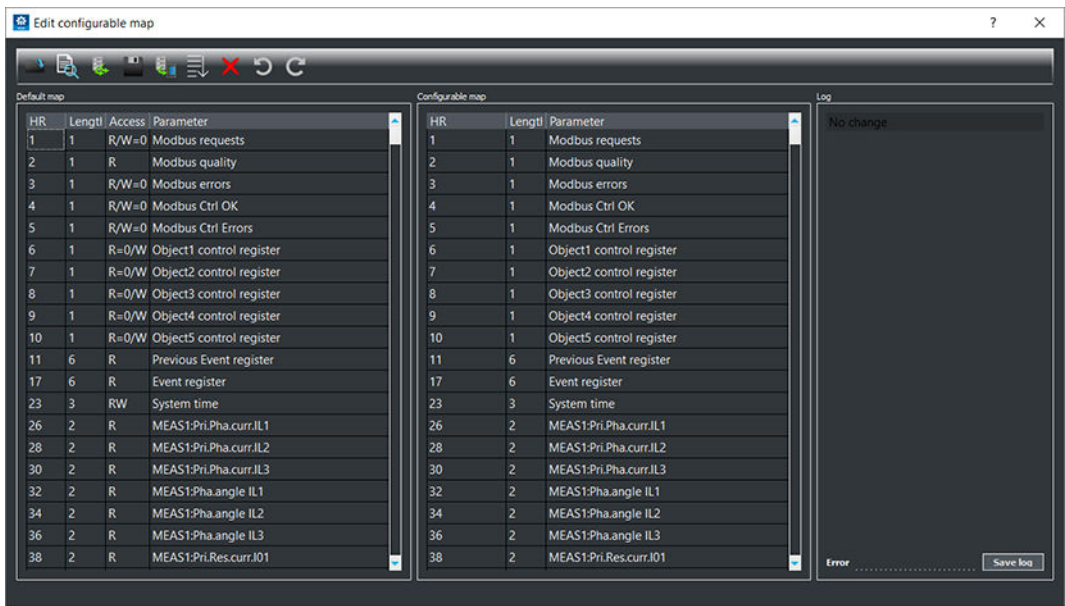 Edit configurable map
? ×
Default map
HR Lengtl Access Parameter
1 1 R/W=0 Modbus requests
2 1 R Modbus quality
3 1 R/W=0 Modbus errors
4 1 R/W=0 Modbus Ctrl OK
5 1 R/W=0 Modbus Ctrl Errors
6 1 R=0/W Object1 control register
7 1 R=0/W Object2 control register
8 1 R=0/W Object3 control register
9 1 R=0/W Object4 control register
10 1 R=0/W Object5 control register
11 6 R Previous Event register
17 6 R Event register
23 3 RW System time
26 2 R MEAS1:Pri.Pha.curr.IL1
28 2 R MEAS1:Pri.Pha.curr.IL2
30 2 R MEAS1:Pri.Pha.curr.IL3
32 2 R MEAS1:Pha.angle IL1
34 2 R MEAS1:Pha.angle IL2
36 2 R MEAS1:Pha.angle IL3
38 2 R MEAS1:Pri.Res.curr.I01
Configurable map
HR Lengtl Parameter
1 1 Modbus requests
2 1 Modbus quality
3 1 Modbus errors
4 1 Modbus Ctrl OK
5 1 Modbus Ctrl Errors
6 1 Object1 control register
7 1 Object2 control register
8 1 Object3 control register
9 1 Object4 control register
10 1 Object5 control register
11 6 Previous Event register
17 6 Event register
23 3 System time
26 2 MEAS1:Pri.Pha.curr.IL1
28 2 MEAS1:Pri.Pha.curr.IL2
30 2 MEAS1:Pri.Pha.curr.IL3
32 2 MEAS1:Pha.angle IL1
34 2 MEAS1:Pha.angle IL2
36 2 MEAS1:Pha.angle IL3
38 2 MEAS1:Pri.Res.curr.I01
Log
No change
Error
Save log